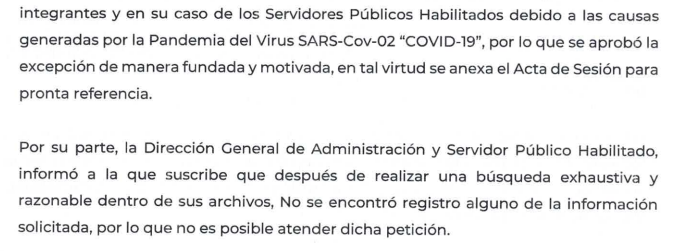 integrantes y en su caso de los Servidores Públicos Habilitados debido a las causas
generadas por la Pandemia del Virus SARS-Cov-02 “COVID-19”, por lo que se aprobó la
excepción de manera fundada y motivada, en tal virtud se anexa el Acta de Sesión para
pronta referencia.
Por su parte, la Dirección General de Administración y Servidor Público Habilitado,
informó a la que suscribe que después de realizar una búsqueda exhaustiva y
razonable dentro de sus archivos, No se encontró registro alguno de la información
solicitada, por lo que no es posible atender dicha petición.